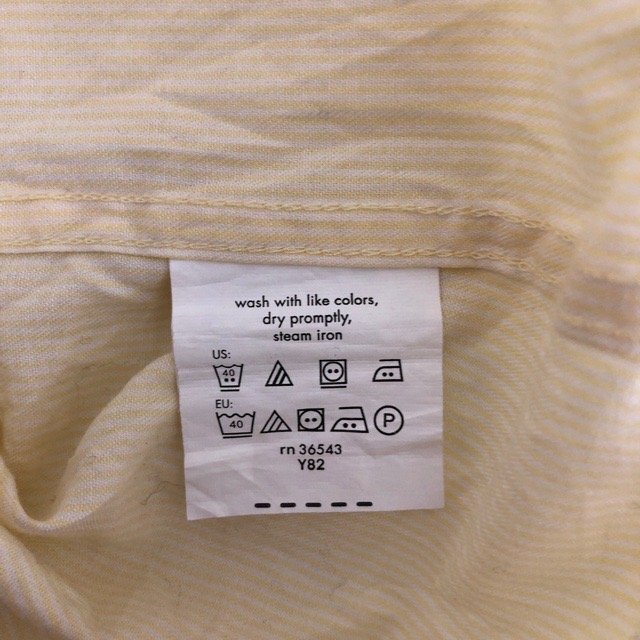 wash with like colors,
dry promptly,
steam iron
US:
40
EU:
40 P
rn 36543
Y82